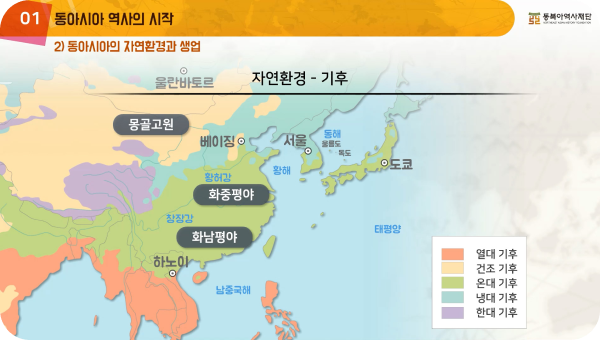 01 동아시아 역사의 시작
동북아역사재단
NORTHEAST ASIAN HISTORY FOUNDATION
2) 동아시아의 자연환경과 생업
자연환경 - 기후
울란바토르
몽골고원
베이징
서울
동해
울릉도
독도
도쿄
황해
황허강
화중평야
창장강
화남평야
태평양
하노이
남중국해
열대 기후
건조 기후
온대 기후
냉대 기후
한대 기후